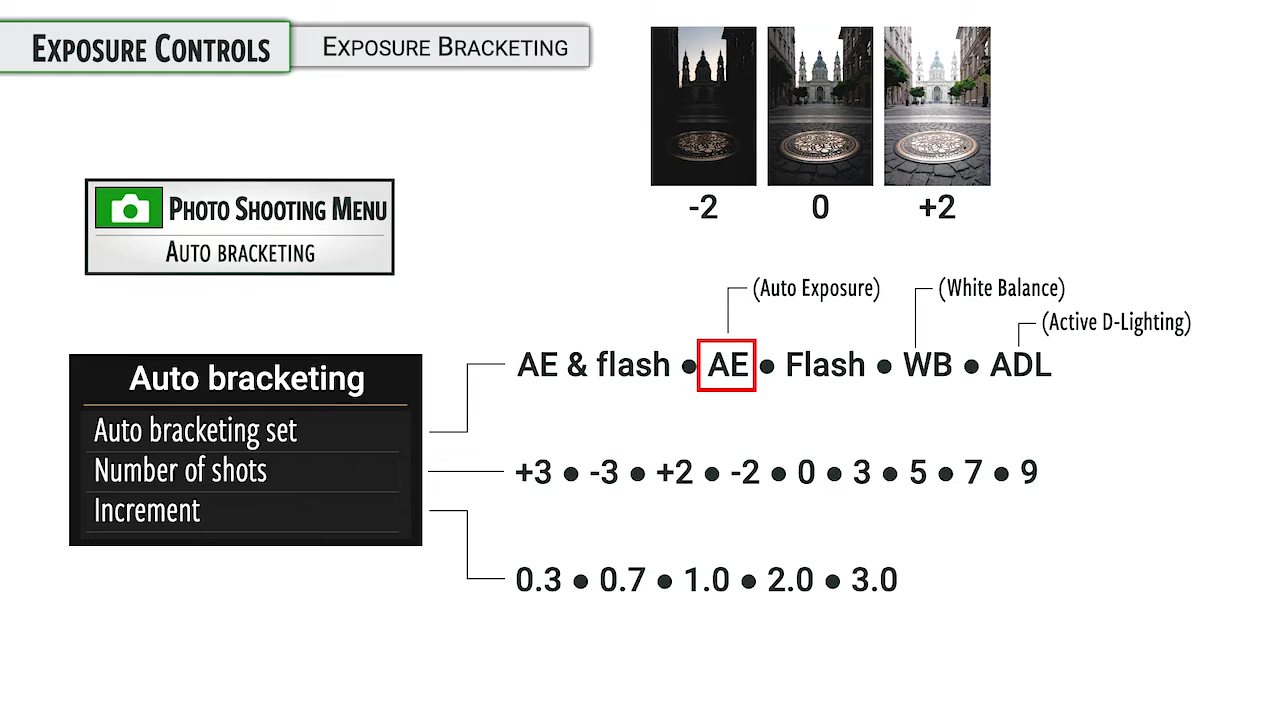 EXPOSURE CONTROLS
EXPOSURE BRACKETING
-2 0 +2
PHOTO SHOOTING MENU
AUTO BRACKETING
(Auto Exposure) (White Balance)
(Active D-Lighting)
AE & flash • AE • Flash • WB • ADL
Auto bracketing
Auto bracketing set
Number of shots
Increment
+3 • -3 • +2 • -2 • 0 • 3 • 5 • 7 • 9
0.3 • 0.7 • 1.0 • 2.0 • 3.0